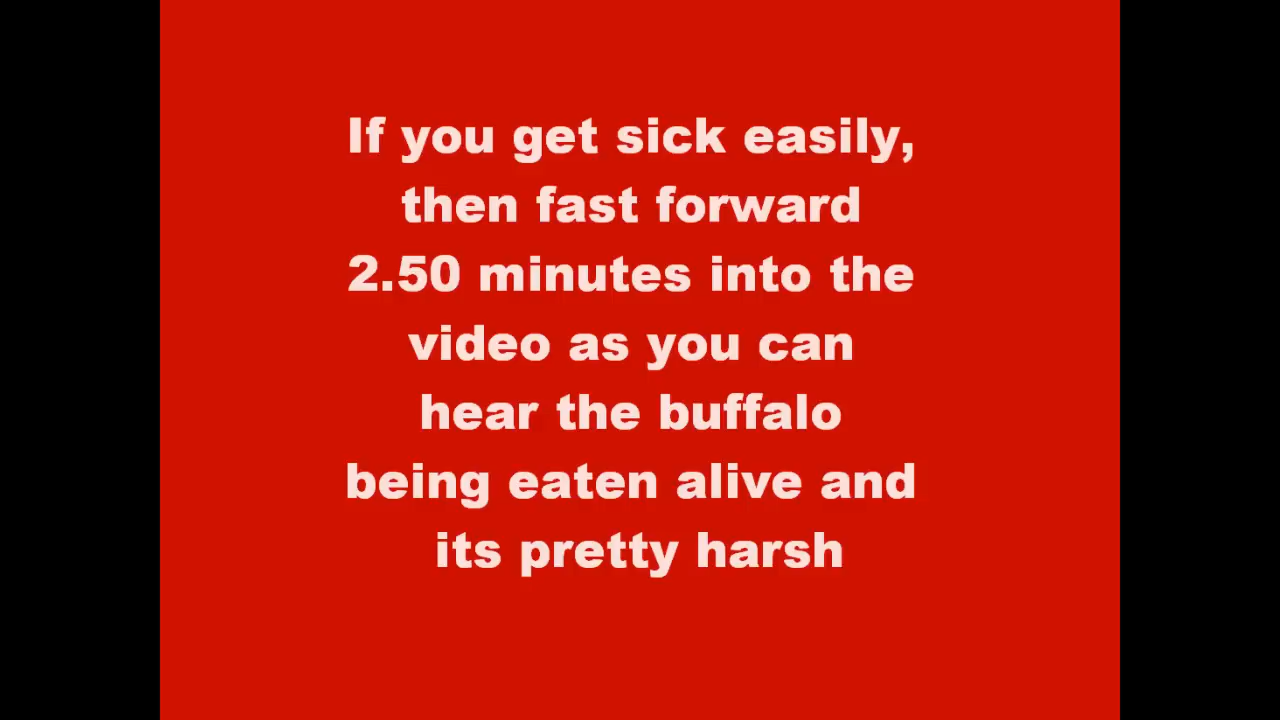 If you get sick easily,
then fast forward
2.50 minutes into the
video as you can
hear the buffalo
being eaten alive and
its pretty harsh